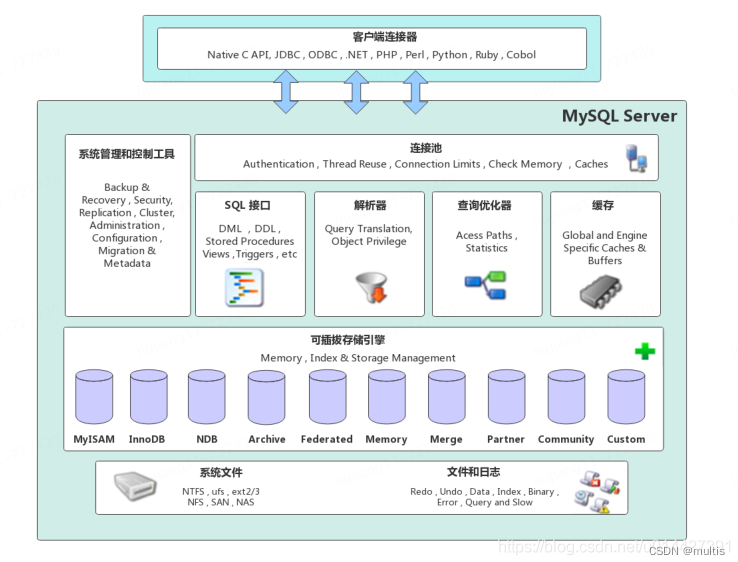 客户端连接器
Native C API, JDBC , ODBC , .NET , PHP , Perl , Python , Ruby , Cobol
MySQL Server
系统管理和控制工具
Backup &
Recovery , Security,
Replication , Cluster,
Administration ,
Configuration ,
Migration &
Metadata
连接池
Authentication , Thread Reuse , Connection Limits , Check Memory , Caches
SQL 接口
DML , DDL ,
Stored Procedures
Views ,Triggers , etc
解析器
Query Translation,
Object Privilege
查询优化器
Acess Paths ,
Statistics
缓存
Global and Engine
Specific Caches &
Buffers
可插拔存储引擎
Memory , Index & Storage Management
MyISAM InnoDB NDB Archive Federated Memory Merge Partner Community Custom
系统文件
NTFS , ufs , ext2/3
NFS , SAN , NAS
文件和日志
Redo , Undo , Data , Index , Binary ,
Error , Query and Slow
https://blog.csdn.net/
CSDN @multis